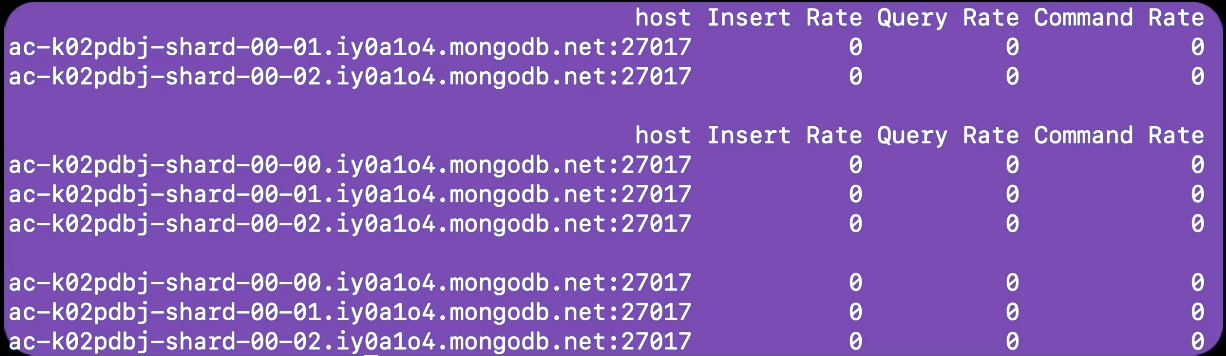 host Insert Rate Query Rate Command Rate
ac-k02pdbj-shard-00-01.iy0a1o4.mongodb.net:27017 0 0 0
ac-k02pdbj-shard-00-02.iy0a1o4.mongodb.net:27017 0 0 0
host Insert Rate Query Rate Command Rate
ac-k02pdbj-shard-00-00.iy0a1o4.mongodb.net:27017 0 0 0
ac-k02pdbj-shard-00-01.iy0a1o4.mongodb.net:27017 0 0 0
ac-k02pdbj-shard-00-02.iy0a1o4.mongodb.net:27017 0 0 0
ac-k02pdbj-shard-00-00.iy0a1o4.mongodb.net:27017 0 0 0
ac-k02pdbj-shard-00-01.iy0a1o4.mongodb.net:27017 0 0 0
ac-k02pdbj-shard-00-02.iy0a1o4.mongodb.net:27017 0 0 0